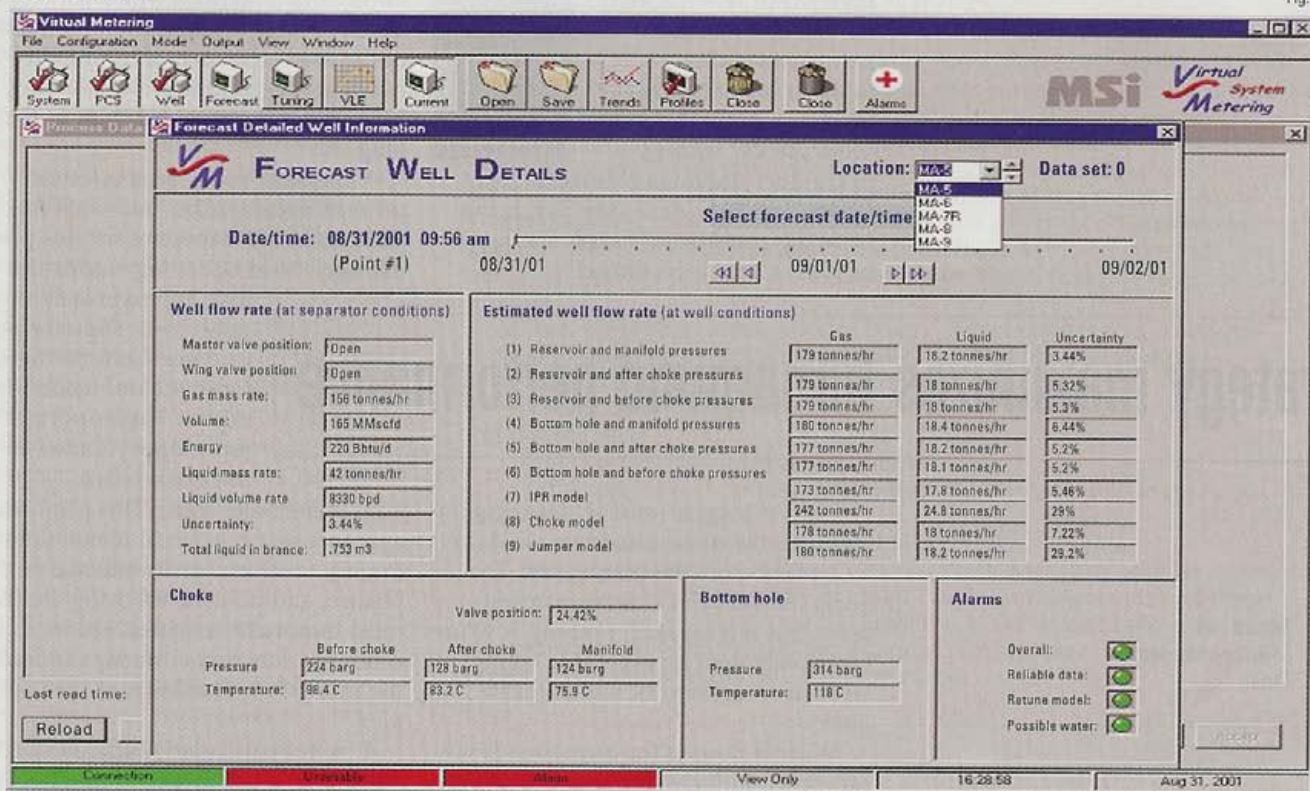 Fig.
Virtual Metering
File Configuration Mode Output View Window Help
System PCS Well Forecast Tuning VLE Current Open Save Trends Profiles Close Close Alarms
MSi Virtual System Metering
Process Data
Forecast Detailed Well Information
VM FORECAST WELL DETAILS
Location: MA-5 Data set: 0
MA-5
MA-6
MA-7R
MA-8
MA-9
Select forecast date/time
Date/time: 08/31/2001 09:56 am
(Point #1) 08/31/01 09/01/01 09/02/01
Well flow rate (at separator conditions)
Master valve position: Open
Wing valve position Open
Gas mass rate: 156 tonnes/hr
Volume: 165 MMscfd
Energy 220 Bbtu/d
Liquid mass rate: 42 tonnes/hr
Liquid volume rate 8330 bpd
Uncertainty: 3.44%
Total liquid in brance: .753 m3
Estimated well flow rate (at well conditions)
Gas Liquid Uncertainty
(1) Reservoir and manifold pressures 179 tonnes/hr 18.2 tonnes/hr 3.44%
(2) Reservoir and after choke pressures 179 tonnes/hr 18 tonnes/hr 5.32%
(3) Reservoir and before choke pressures 179 tonnes/hr 18 tonnes/hr 5.3%
(4) Bottom hole and manifold pressures 180 tonnes/hr 18.4 tonnes/hr 6.44%
(5) Bottom hole and after choke pressures 177 tonnes/hr 18.2 tonnes/hr 5.2%
(6) Bottom hole and before choke pressures 177 tonnes/hr 18.1 tonnes/hr 5.2%
(7) IPR model 173 tonnes/hr 17.8 tonnes/hr 5.46%
242 tonnes/hr 24.8 tonnes/hr 29%
(8) Choke model 178 tonnes/hr 18 tonnes/hr 7.22%
(9) Jumper model 180 tonnes/hr 18.2 tonnes/hr 29.2%
Choke
Valve position: 24.42%
Before choke After choke Manifold
Pressure 224 barg 128 barg 124 barg
Temperature: 98.4 C 83.2 C 75.9 C
Bottom hole
Pressure 314 barg
Temperature: 118 C
Alarms
Overall:
Reliable data:
Retune model:
Possible water:
Last read time:
Reload Accept
Connection Unreliable Alarm View Only 16:28:58 Aug 31, 2001